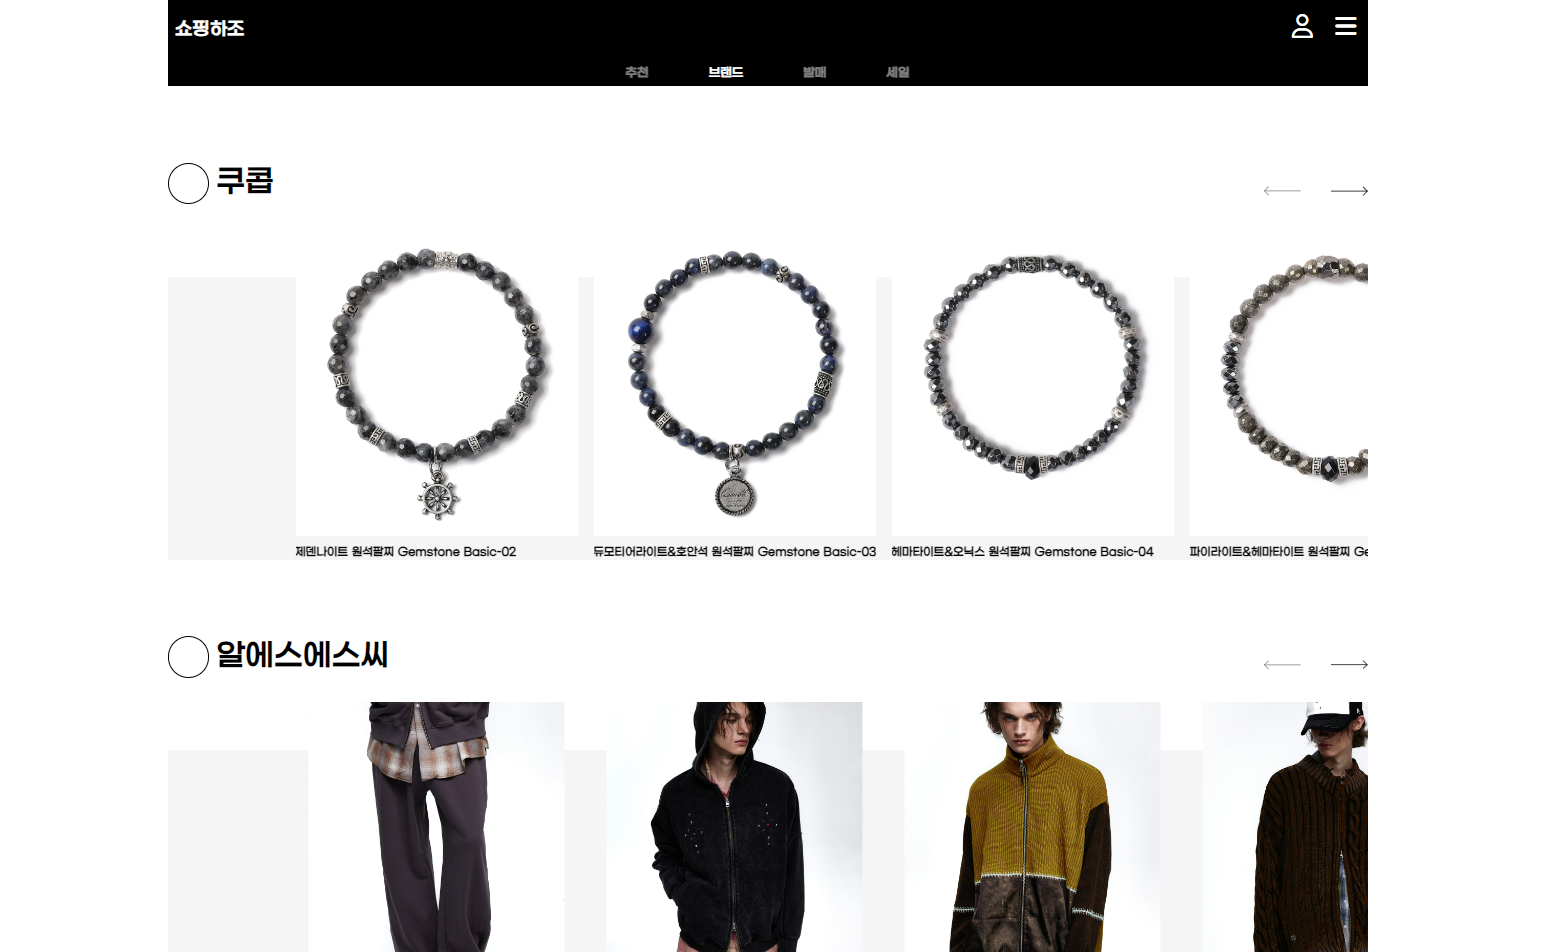 쇼핑하조
추천 브랜드 발매 세일
쿠콥
제덴나이트 원석팔찌 Gemstone Basic-02
듀모티어라이트&호안석 원석팔찌 Gemstone Basic-03
헤마타이트&오닉스 원석팔찌 Gemstone Basic-04
파이라이트&헤마타이트 원석팔찌 Ge
알에스에스씨